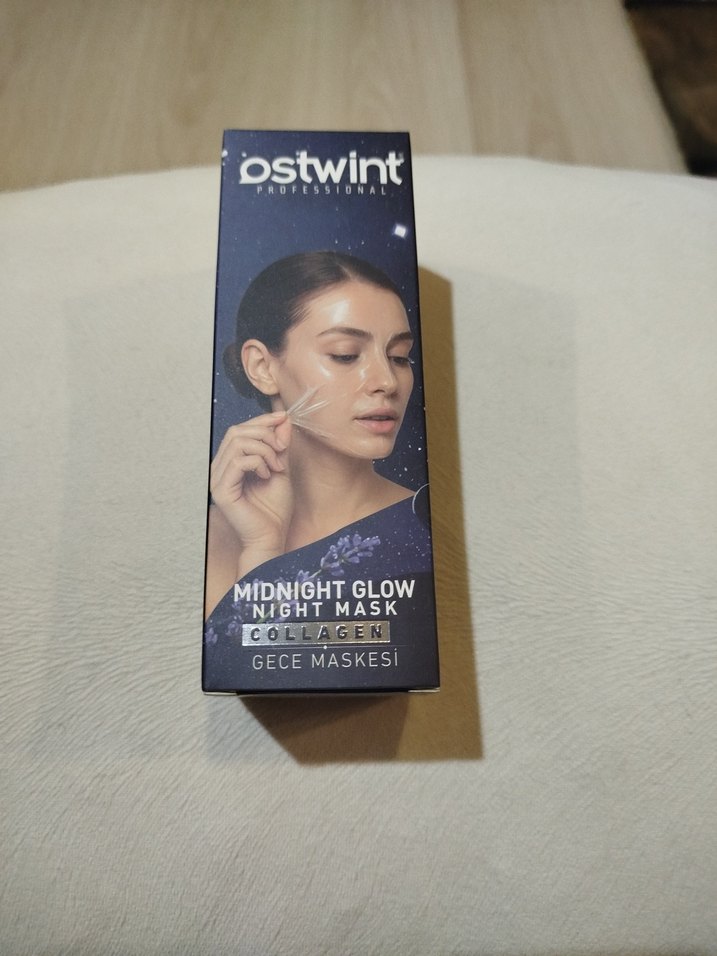 ostwint
PROFESSIONAL
MIDNIGHT GLOW
NIGHT MASK
COLLAGEN
GECE MASKESİ